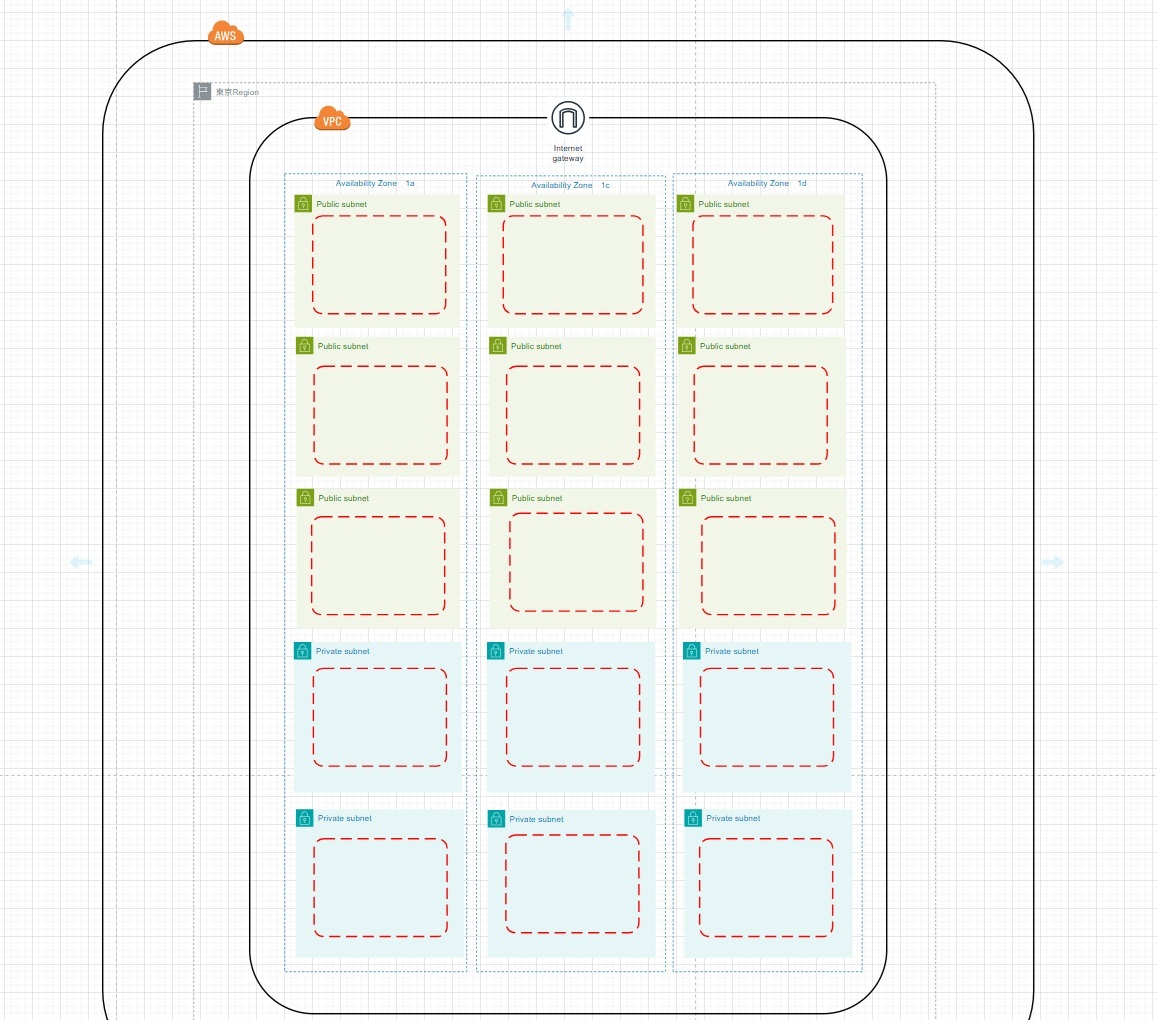 AWS
東京Region
VPC
Internet
gateway
Availability Zone 1a
Availability Zone 1c
Availability Zone 1d
Public subnet
Public subnet
Public subnet
Public subnet
Public subnet
Public subnet
Public subnet
Public subnet
Public subnet
Private subnet
Private subnet
Private subnet
Private subnet
Private subnet
Private subnet